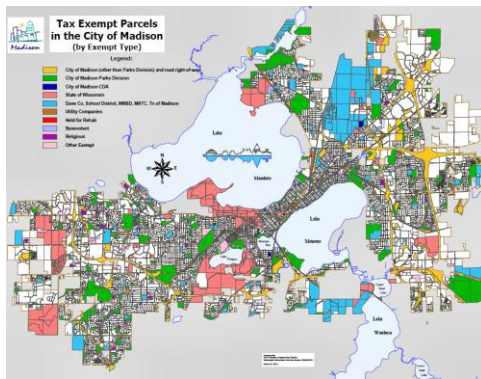 Madison
Tax Exempt Parcels
in the City of Madison
(by Exempt Type)
Legend:
City of Madison (other than Parks Division) and road right-of-way
City of Madison Parks Division
City of Madison CDA
State of Wisconsin
Dane Co, School District, MMSD, MATC, Tn of Madison
Utility Companies
Held for Rehab
Benevolent
Religious
Other Exempt
Lake
Mendota
N
W
E
S
Lake
Monona
Lake
Wingra
Lake
Waubesa